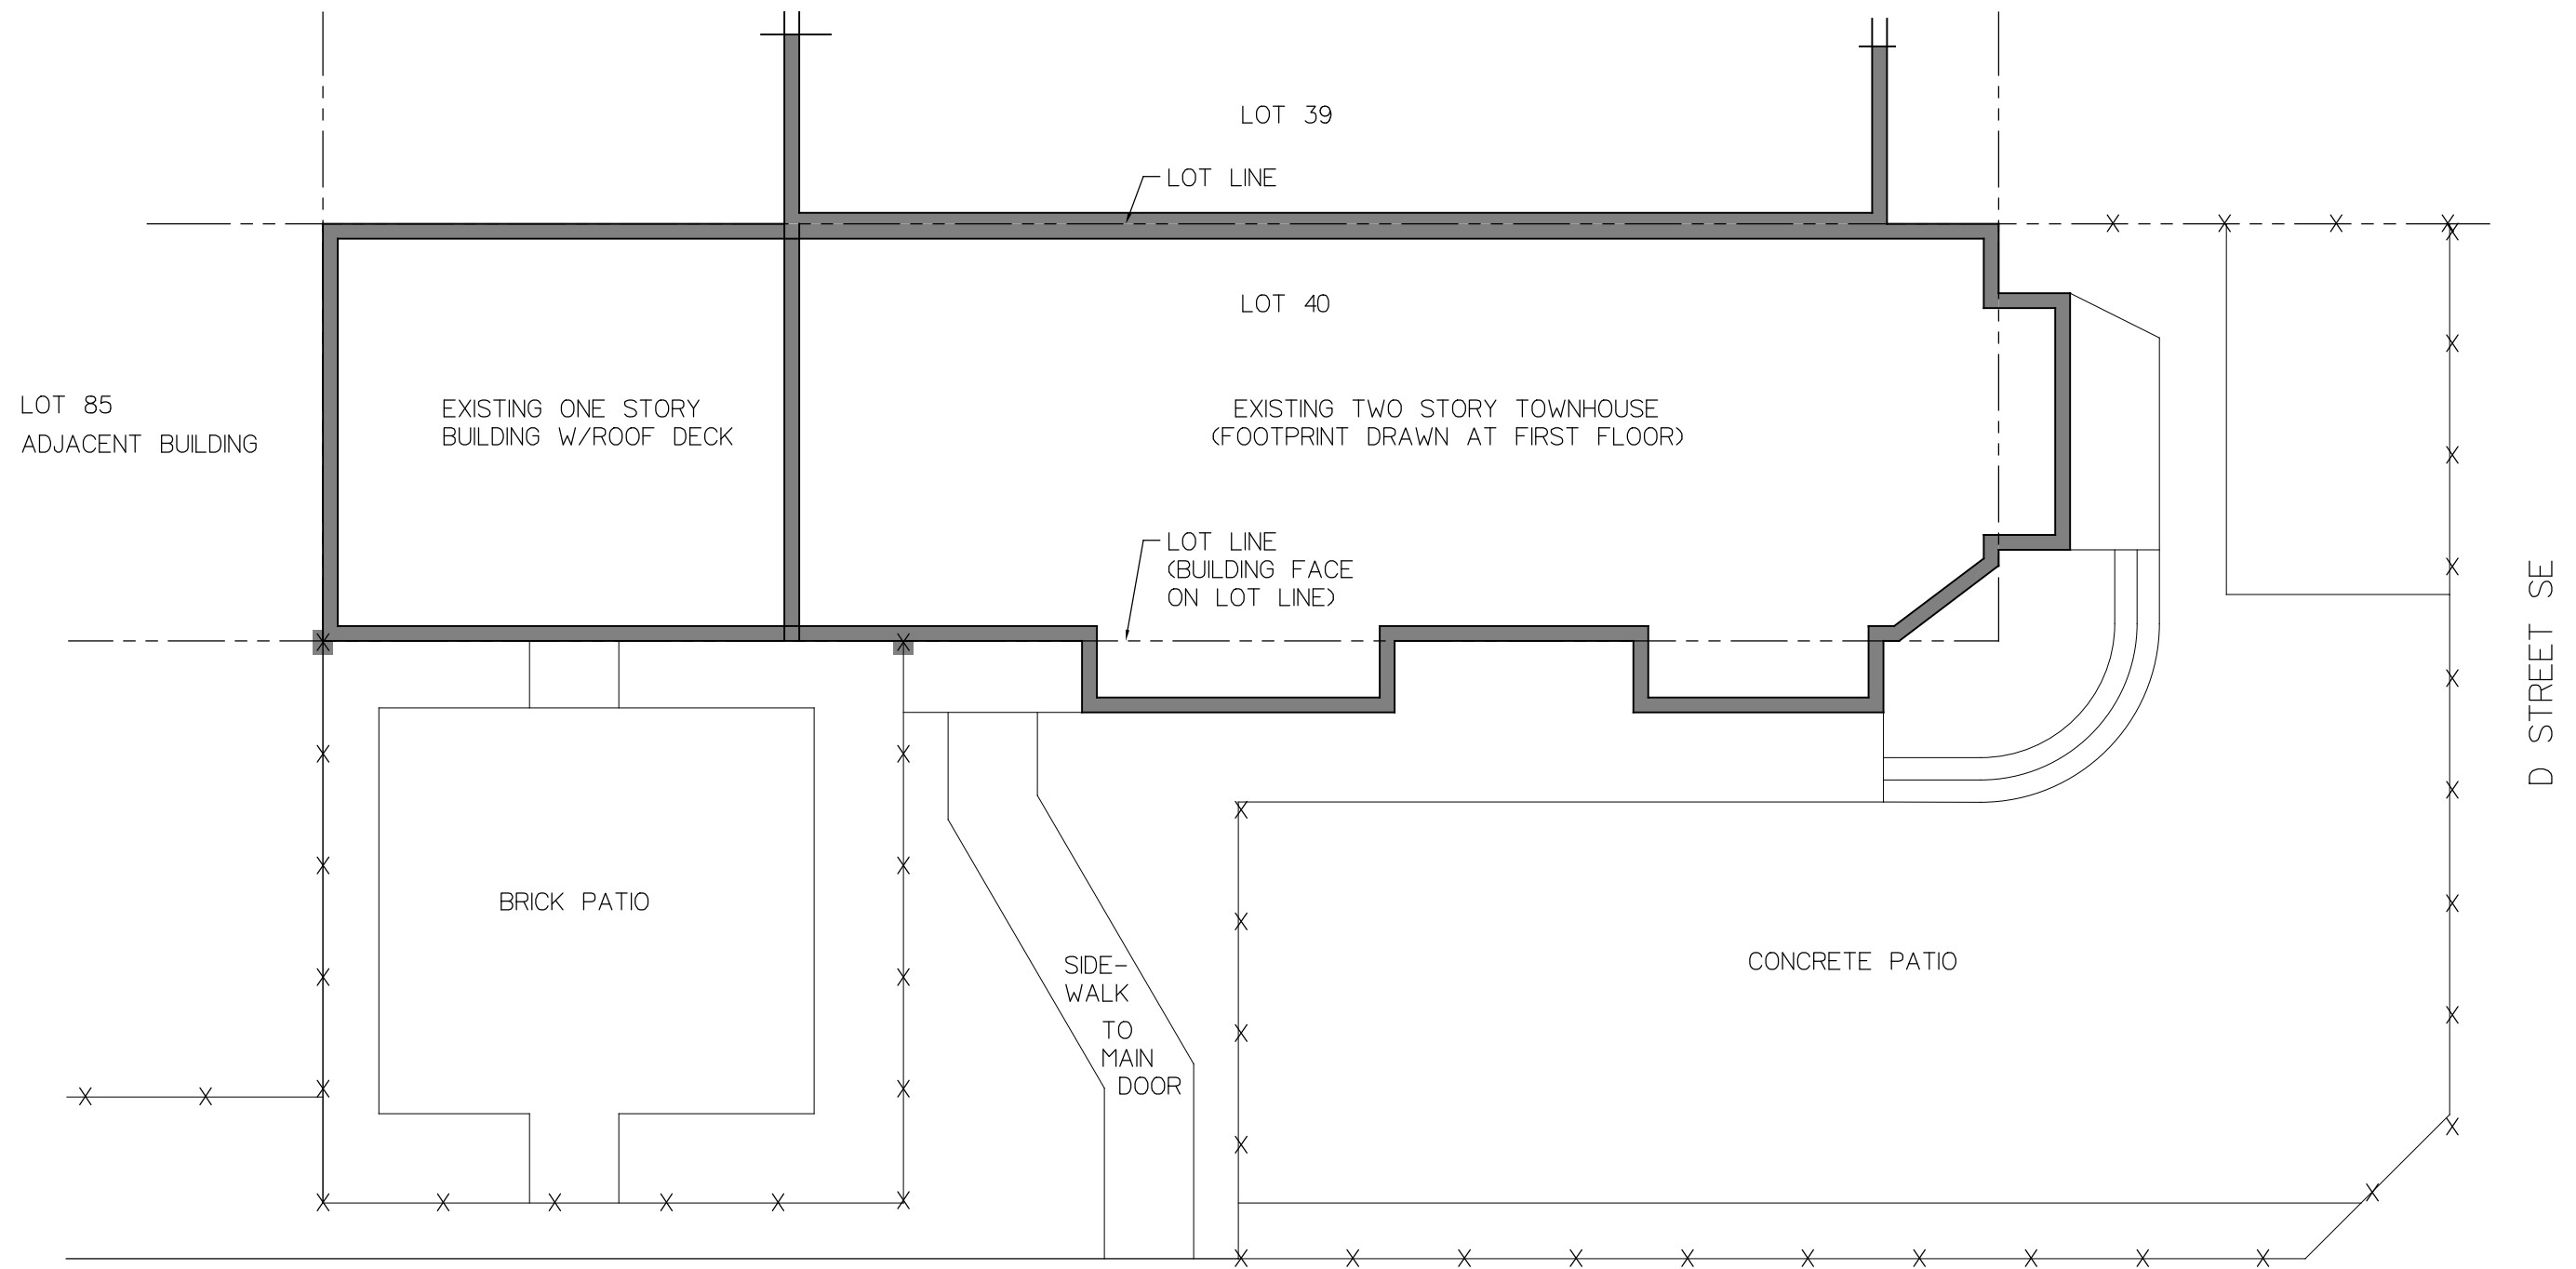 LOT 39
LOT LINE
LOT 40
LOT 85
ADJACENT BUILDING
EXISTING ONE STORY
BUILDING W/ROOF DECK
EXISTING TWO STORY TOWNHOUSE
(FOOTPRINT DRAWN AT FIRST FLOOR)
LOT LINE
(BUILDING FACE
ON LOT LINE)
D STREET SE
BRICK PATIO
SIDE-
WALK
TO
MAIN
DOOR
CONCRETE PATIO